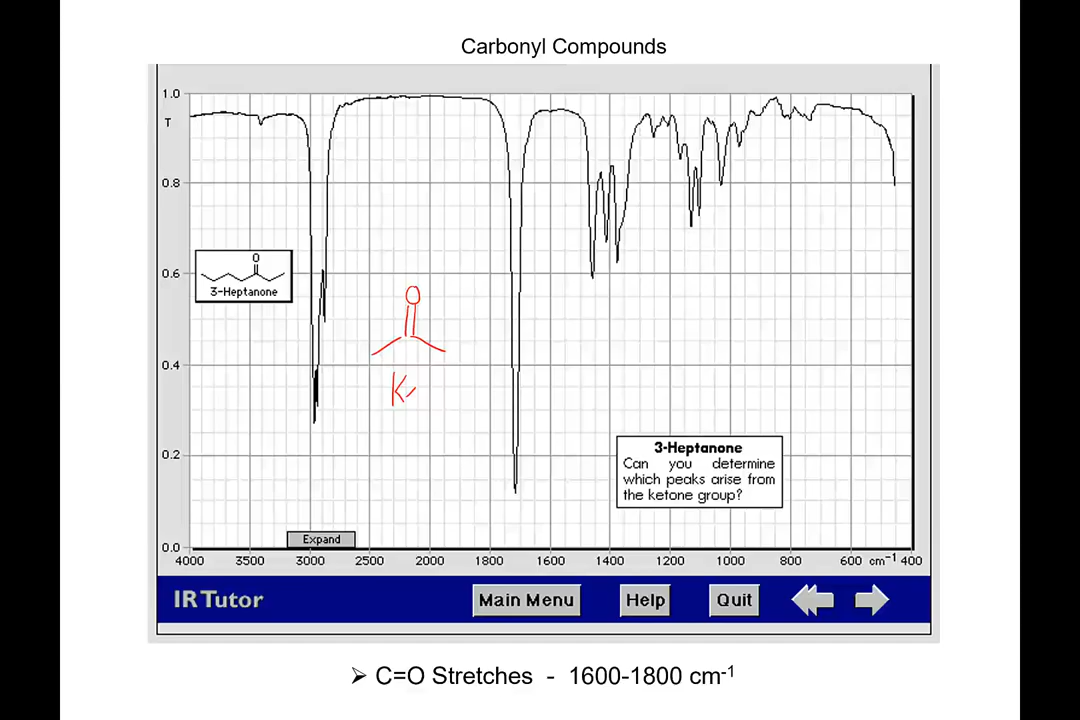 Carbonyl Compounds
1.0
T
0.8
0.6
0.4
0.2
0.0
O
3-Heptanone
O
K
3-Heptanone
Can you determine
which peaks arise from
the ketone group?
Expand
4000 3500 3000 2500 2000 1800 1600 1400 1200 1000 800 600 cm-1 400
IR Tutor Main Menu Help Quit
➢ C=O Stretches - 1600-1800 cm-1